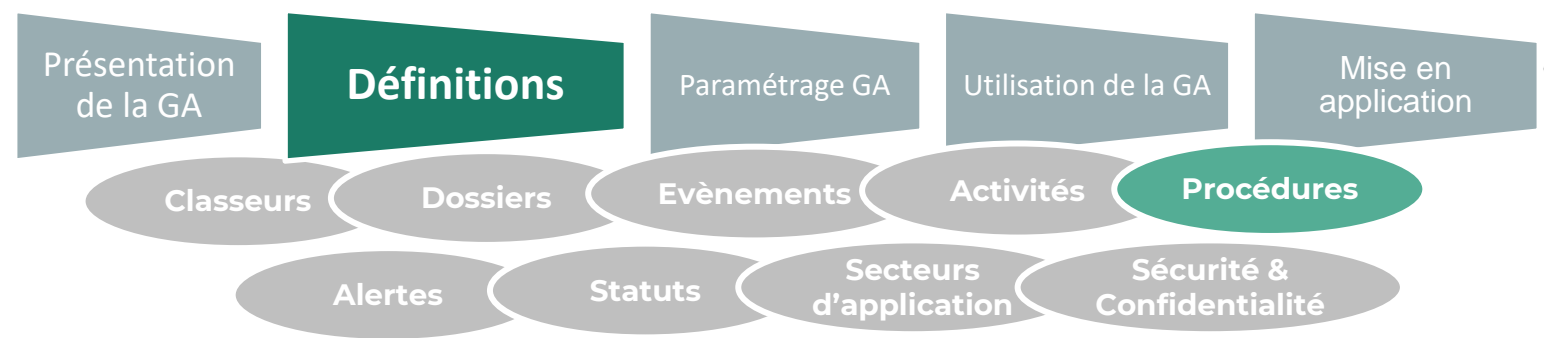 Présentation
de la GA
Définitions
Paramétrage GA
Utilisation de la GA
Mise en
application
Classeurs
Dossiers
Evènements
Activités
Procédures
Alertes
Statuts
Secteurs
d'application
Sécurité &
Confidentialité